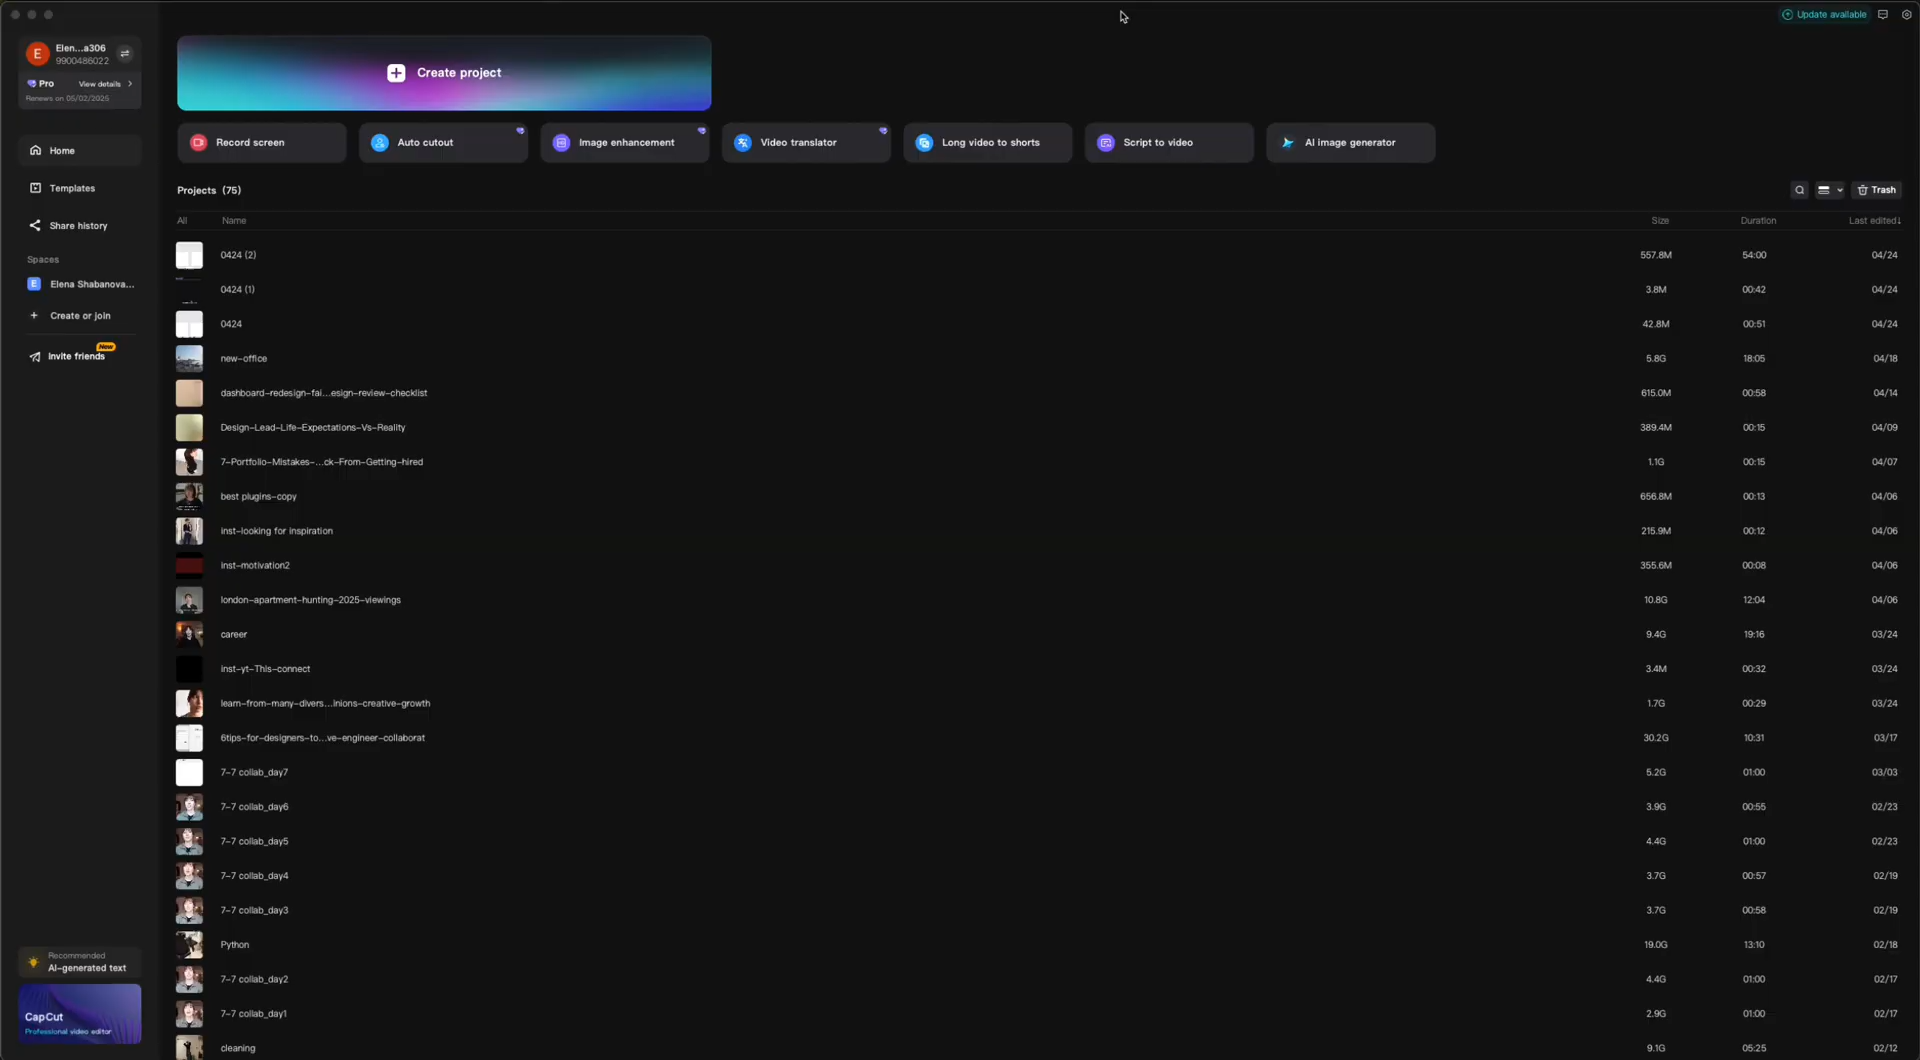 Update available
E
Elen...a306
9900486022
Pro
View details
Renews on 05/02/2025
Create project
Record screen
Auto cutout
Image enhancement
Video translator
Long video to shorts
Script to video
AI image generator
Home
Templates
Share history
Spaces
E
Elena Shabanova...
Create or join
New
Invite friends
Projects (75)
Trash
All Name Size Duration Last edited↓
0424 (2) 557.8M 54:00 04/24
0424 (1) 3.8M 00:42 04/24
0424 42.8M 00:51 04/24
new-office 5.8G 18:05 04/18
dashboard-redesign-fai...esign-review-checklist 615.0M 00:58 04/14
Design-Lead-Life-Expectations-Vs-Reality 389.4M 00:15 04/09
7-Portfolio-Mistakes-...ck-From-Getting-hired 1.1G 00:15 04/07
best plugins-copy 656.8M 00:13 04/06
inst-looking for inspiration 215.9M 00:12 04/06
inst-motivation2 355.6M 00:08 04/06
london-apartment-hunting-2025-viewings 10.8G 12:04 04/06
career 9.4G 19:16 03/24
inst-yt-This-connect 3.4M 00:32 03/24
learn-from-many-divers...inions-creative-growth 1.7G 00:29 03/24
6tips-for-designers-to...ve-engineer-collaborat 30.2G 10:31 03/17
7-7 collab_day7 5.2G 01:00 03/03
7-7 collab_day6 3.9G 00:55 02/23
7-7 collab_day5 4.4G 01:00 02/23
7-7 collab_day4 3.7G 00:57 02/19
7-7 collab_day3 3.7G 00:58 02/19
Python 19.0G 13:10 02/18
7-7 collab_day2 4.4G 01:00 02/17
7-7 collab_day1 2.9G 01:00 02/17
cleaning 9.1G 05:25 02/12
Recommended
AI-generated text
CapCut
Professional video editor